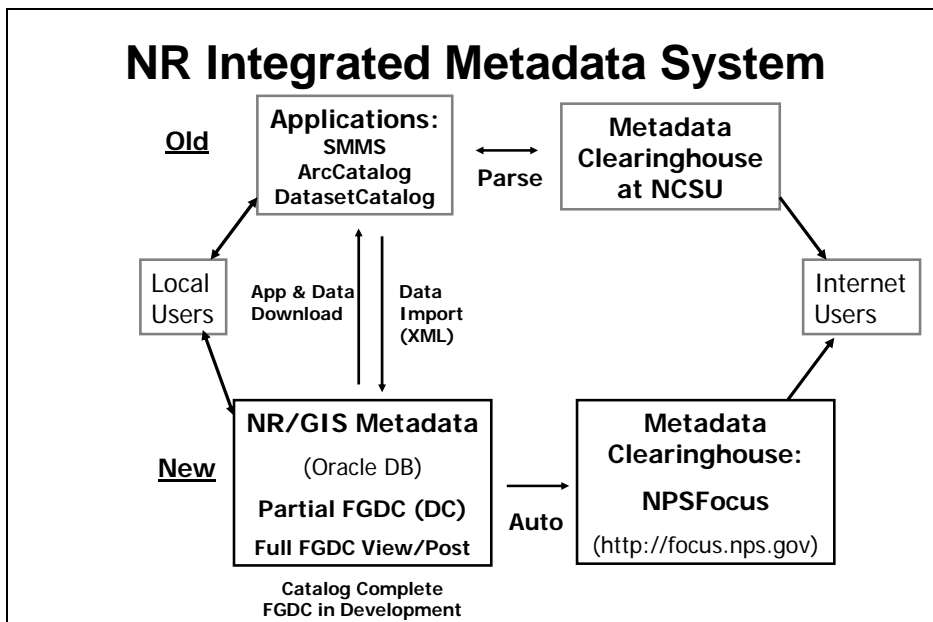 NR Integrated Metadata System
Old
Applications:
SMMS
ArcCatalog
DatasetCatalog
Parse
Metadata
Clearinghouse
at NCSU
Local
Users
App & Data
Download
Data
Import
(XML)
Internet
Users
New
NR/GIS Metadata
(Oracle DB)
Partial FGDC (DC)
Full FGDC View/Post
Auto
Metadata
Clearinghouse:
NPSFocus
(http://focus.nps.gov)
Catalog Complete
FGDC in Development